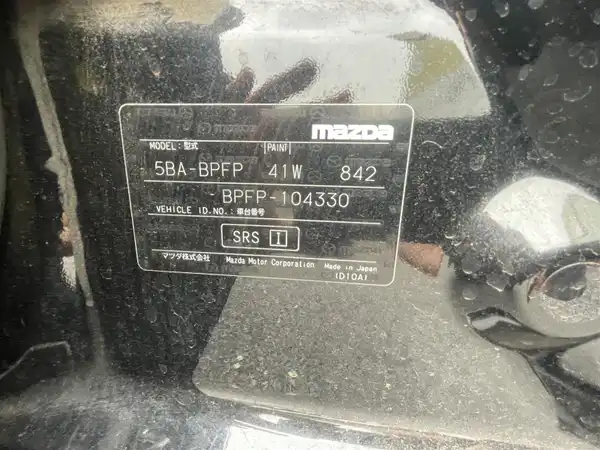 mazda
MODEL: 型式 PAINT
5BA-BPFP 41W 842
BPFP-104330
VEHICLE ID.NO.: 車台番号
SRS I
マツダ株式会社 Mazda Motor Corporation Made in Japan
(D10A)